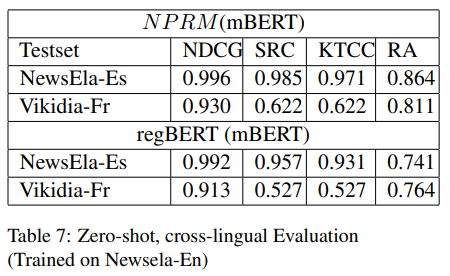 NPRM(mBERT)
Testset NDCG SRC KTCC RA
NewsEla-Es 0.996 0.985 0.971 0.864
Vikidia-Fr 0.930 0.622 0.622 0.811
regBERT (mBERT)
NewsEla-Es 0.992 0.957 0.931 0.741
Vikidia-Fr 0.913 0.527 0.527 0.764
Table 7: Zero-shot, cross-lingual Evaluation
(Trained on Newsela-En)